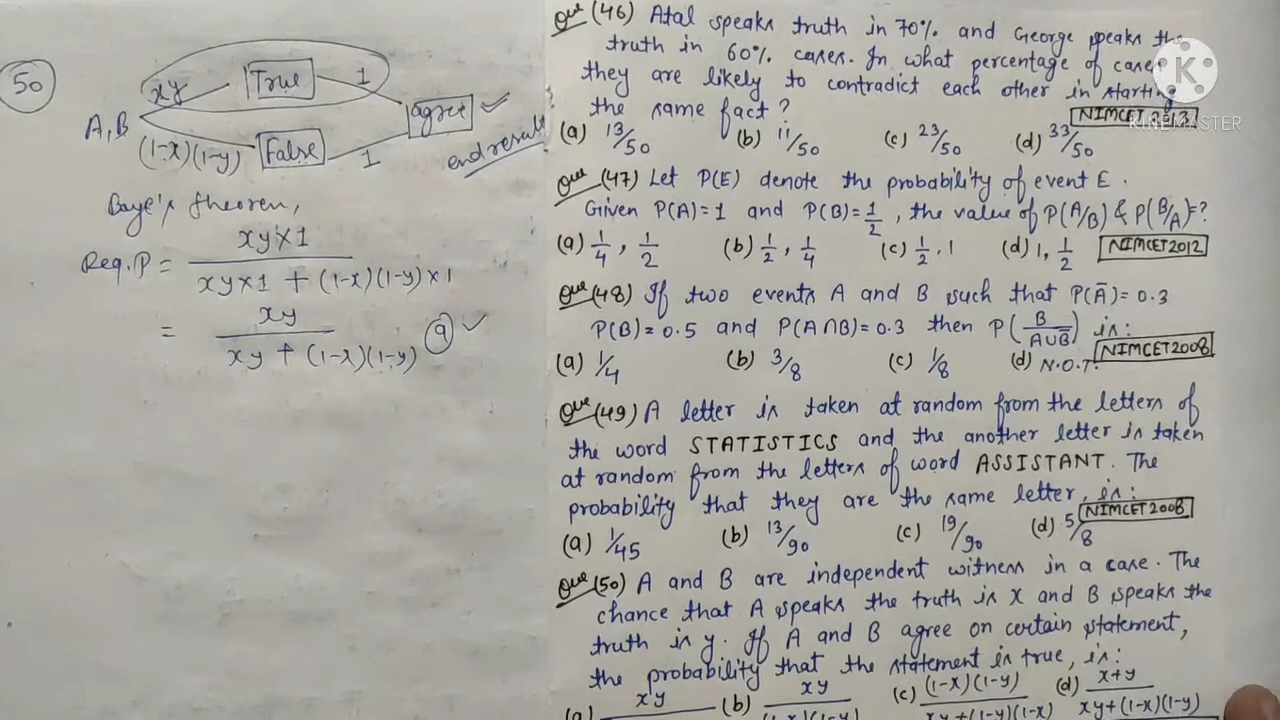 50
xy True 1
A, B agree
(1-x)(1-y) False 1 end result
Baye's theorem,
Req. P = xy×1 / xy×1 + (1-x)(1-y)×1
= xy / xy + (1-x)(1-y) a
Que (46) Atal speaks truth in 70% and George speaks the
truth in 60% cases. In what percentage of cases
they are likely to contradict each other in starting
the same fact?
NIMCET 2013
KINEMASTER
(a) 13/50 (b) 11/50 (c) 23/50 (d) 33/50
Que (47) Let P(E) denote the probability of event E.
Given P(A)=1 and P(B)=1/2, the value of P(A/B) & P(B/A)=?
(a) 1/4, 1/2 (b) 1/2, 1/4 (c) 1/2, 1 (d) 1, 1/2 NIMCET 2012
Que (48) If two events A and B such that P(Ā)=0.3
P(B)=0.5 and P(A∩B)=0.3 then P(B/A∪B̄) is:
(a) 1/4 (b) 3/8 (c) 1/8 (d) N.O.T. NIMCET 2008
Que (49) A letter is taken at random from the letters of
the word STATISTICS and the another letter is taken
at random from the letters of word ASSISTANT. The
probability that they are the same letter, is:
(a) 1/45 (b) 13/90 (c) 19/90 (d) 5/8 NIMCET 2008
Que (50) A and B are independent witness in a case. The
chance that A speaks the truth is x and B speaks the
truth is y. If A and B agree on certain statement,
the probability that the statement is true, is:
(a) xy (b) xy / (1-x)(1-y) (c) (1-x)(1-y) / xy+(1-y)(1-x) (d) x+y / xy+(1-x)(1-y)